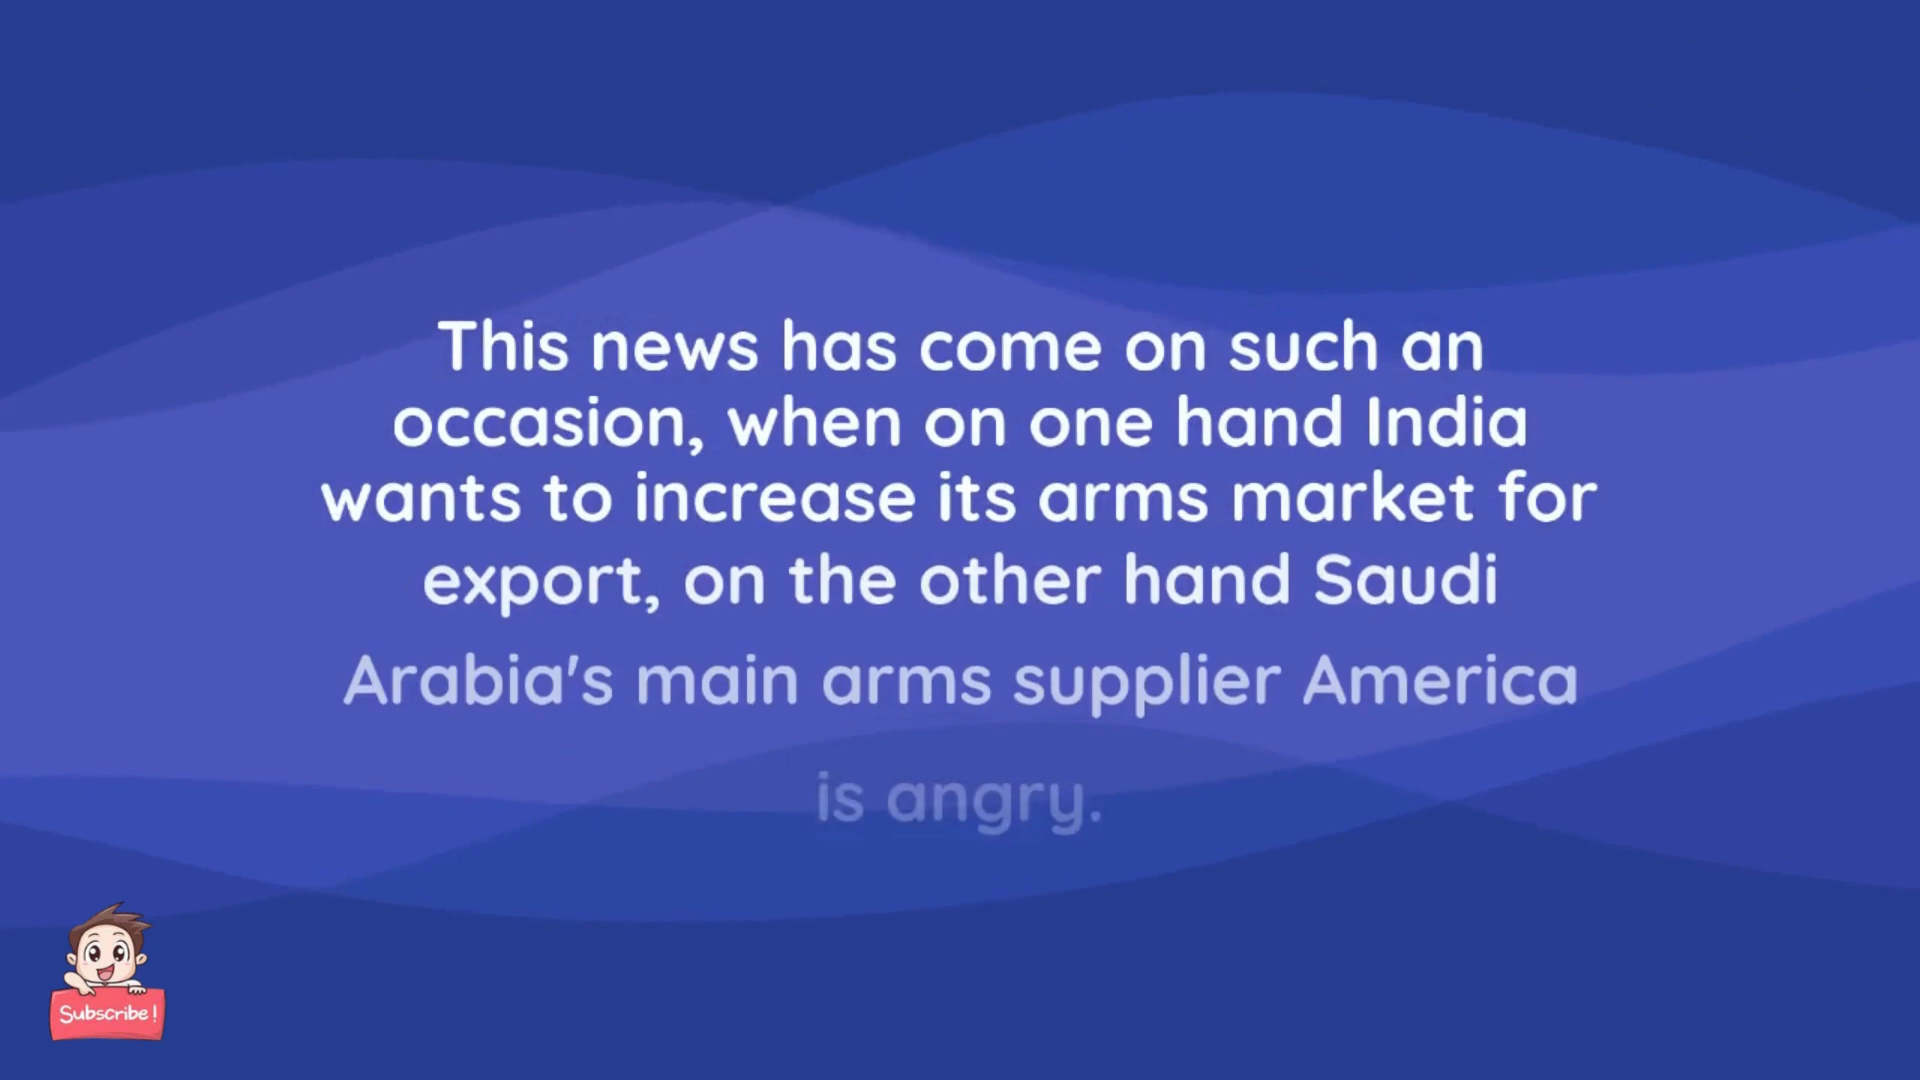 This news has come on such an
occasion, when on one hand India
wants to increase its arms market for
export, on the other hand Saudi
Arabia's main arms supplier America
is angry.
Subscribe!